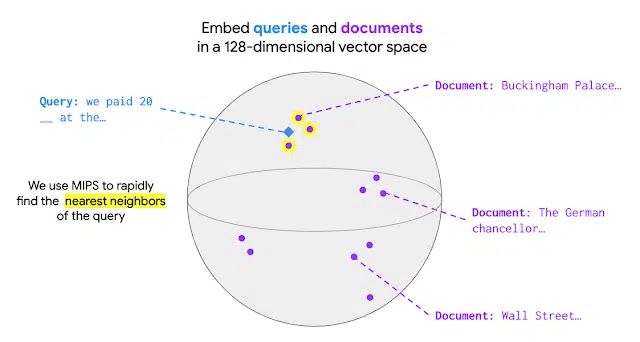 Embed queries and documents
in a 128-dimensional vector space
Query: we paid 20
__ at the…
Document: Buckingham Palace…
We use MIPS to rapidly
find the nearest neighbors
of the query
Document: The German
chancellor…
Document: Wall Street…